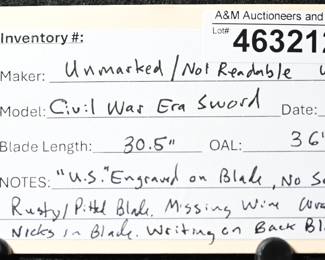 A&M Auctioneers and
Inventory #:
Lot# 463212
Maker: Unmarked/Not Readable
Model: Civil War Era Sword Date:
Blade Length: 30.5" OAL: 36
NOTES: "U.S." Engraved on Blade, No
Rusty/Pitted Blade. Missing Wire
Nicks in Blade. Writing on Back